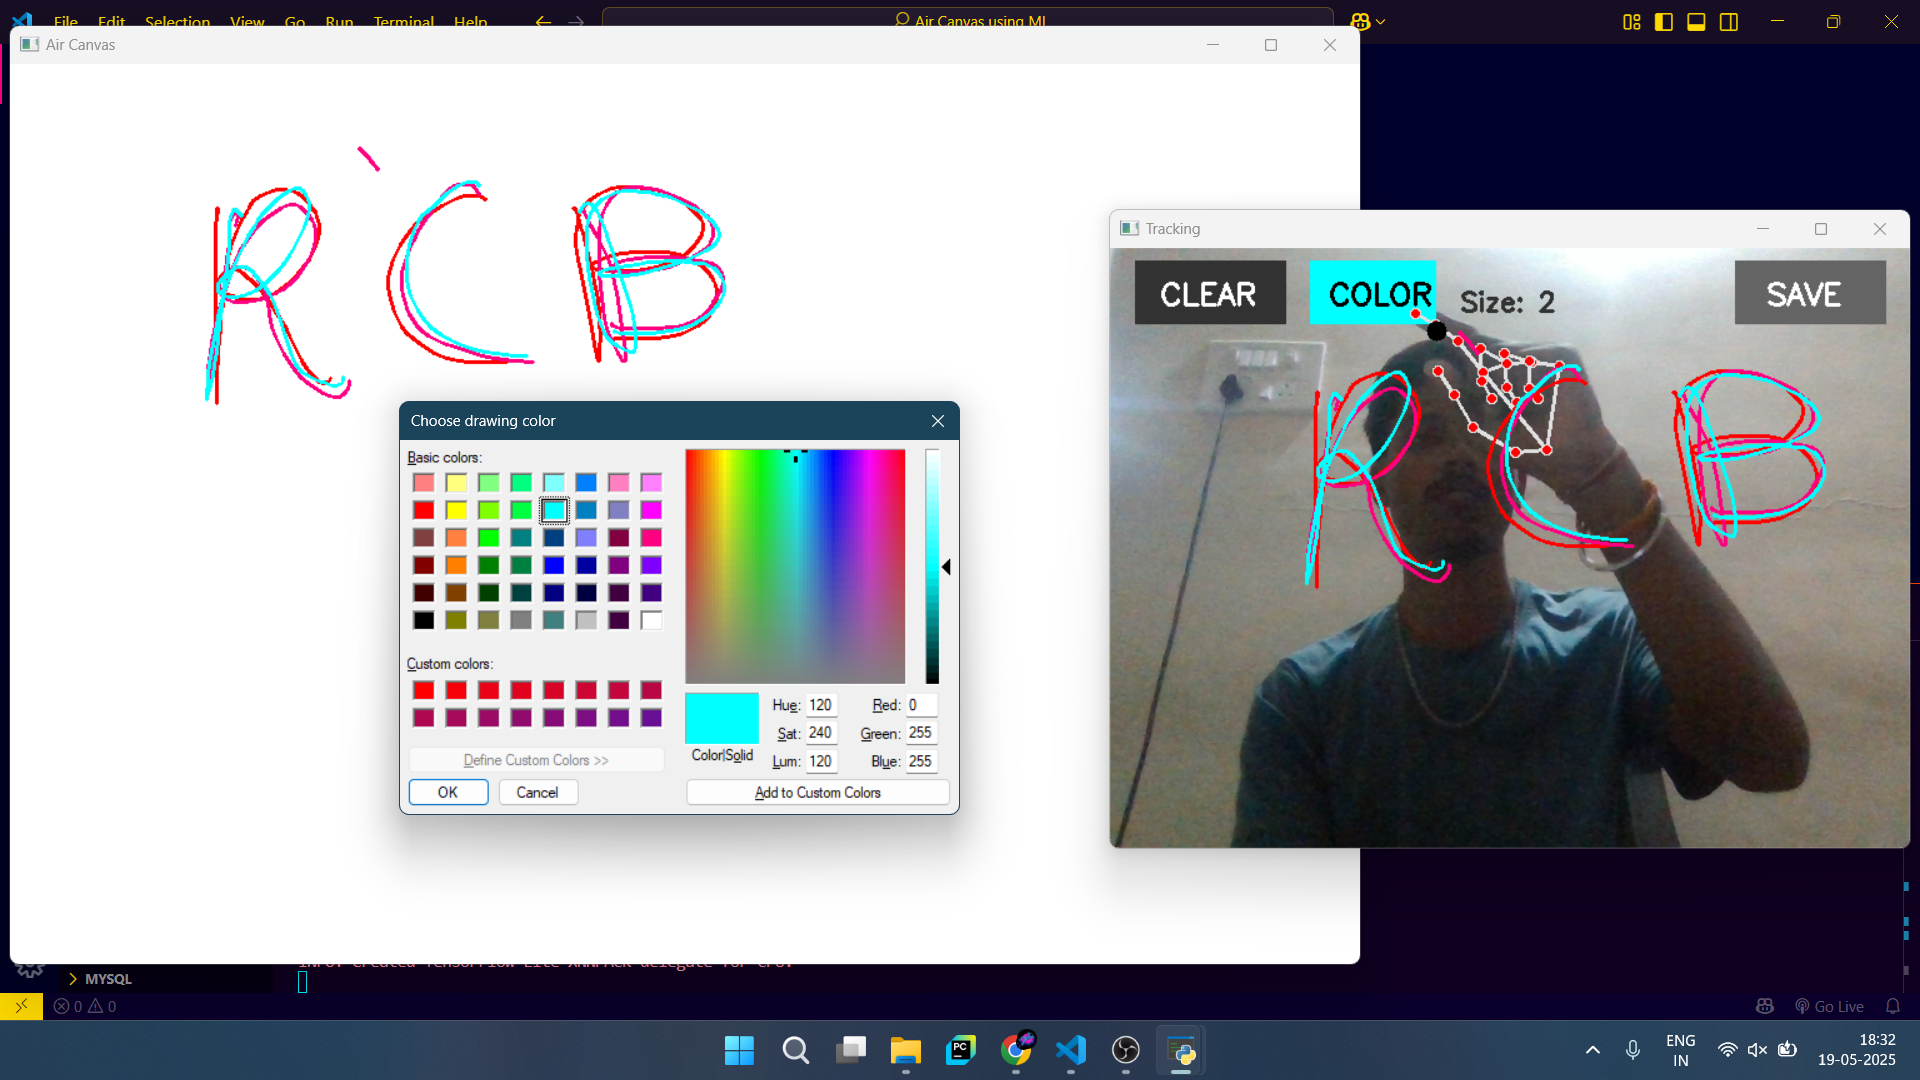 File Edit Selection View Go Run Terminal Help
Air Canvas using ML
Air Canvas
RCB
Tracking
CLEAR COLOR Size: 2 SAVE
RCB
Choose drawing color
Basic colors:
Custom colors:
Define Custom Colors >>
OK Cancel
Color|Solid
Hue: 120 Red: 0
Sat: 240 Green: 255
Lum: 120 Blue: 255
Add to Custom Colors
INFO: Created TensorFlow Lite XNNPACK delegate for CPU.
MYSQL
0 0 Go Live
PC
ENG
IN
18:32
19-05-2025